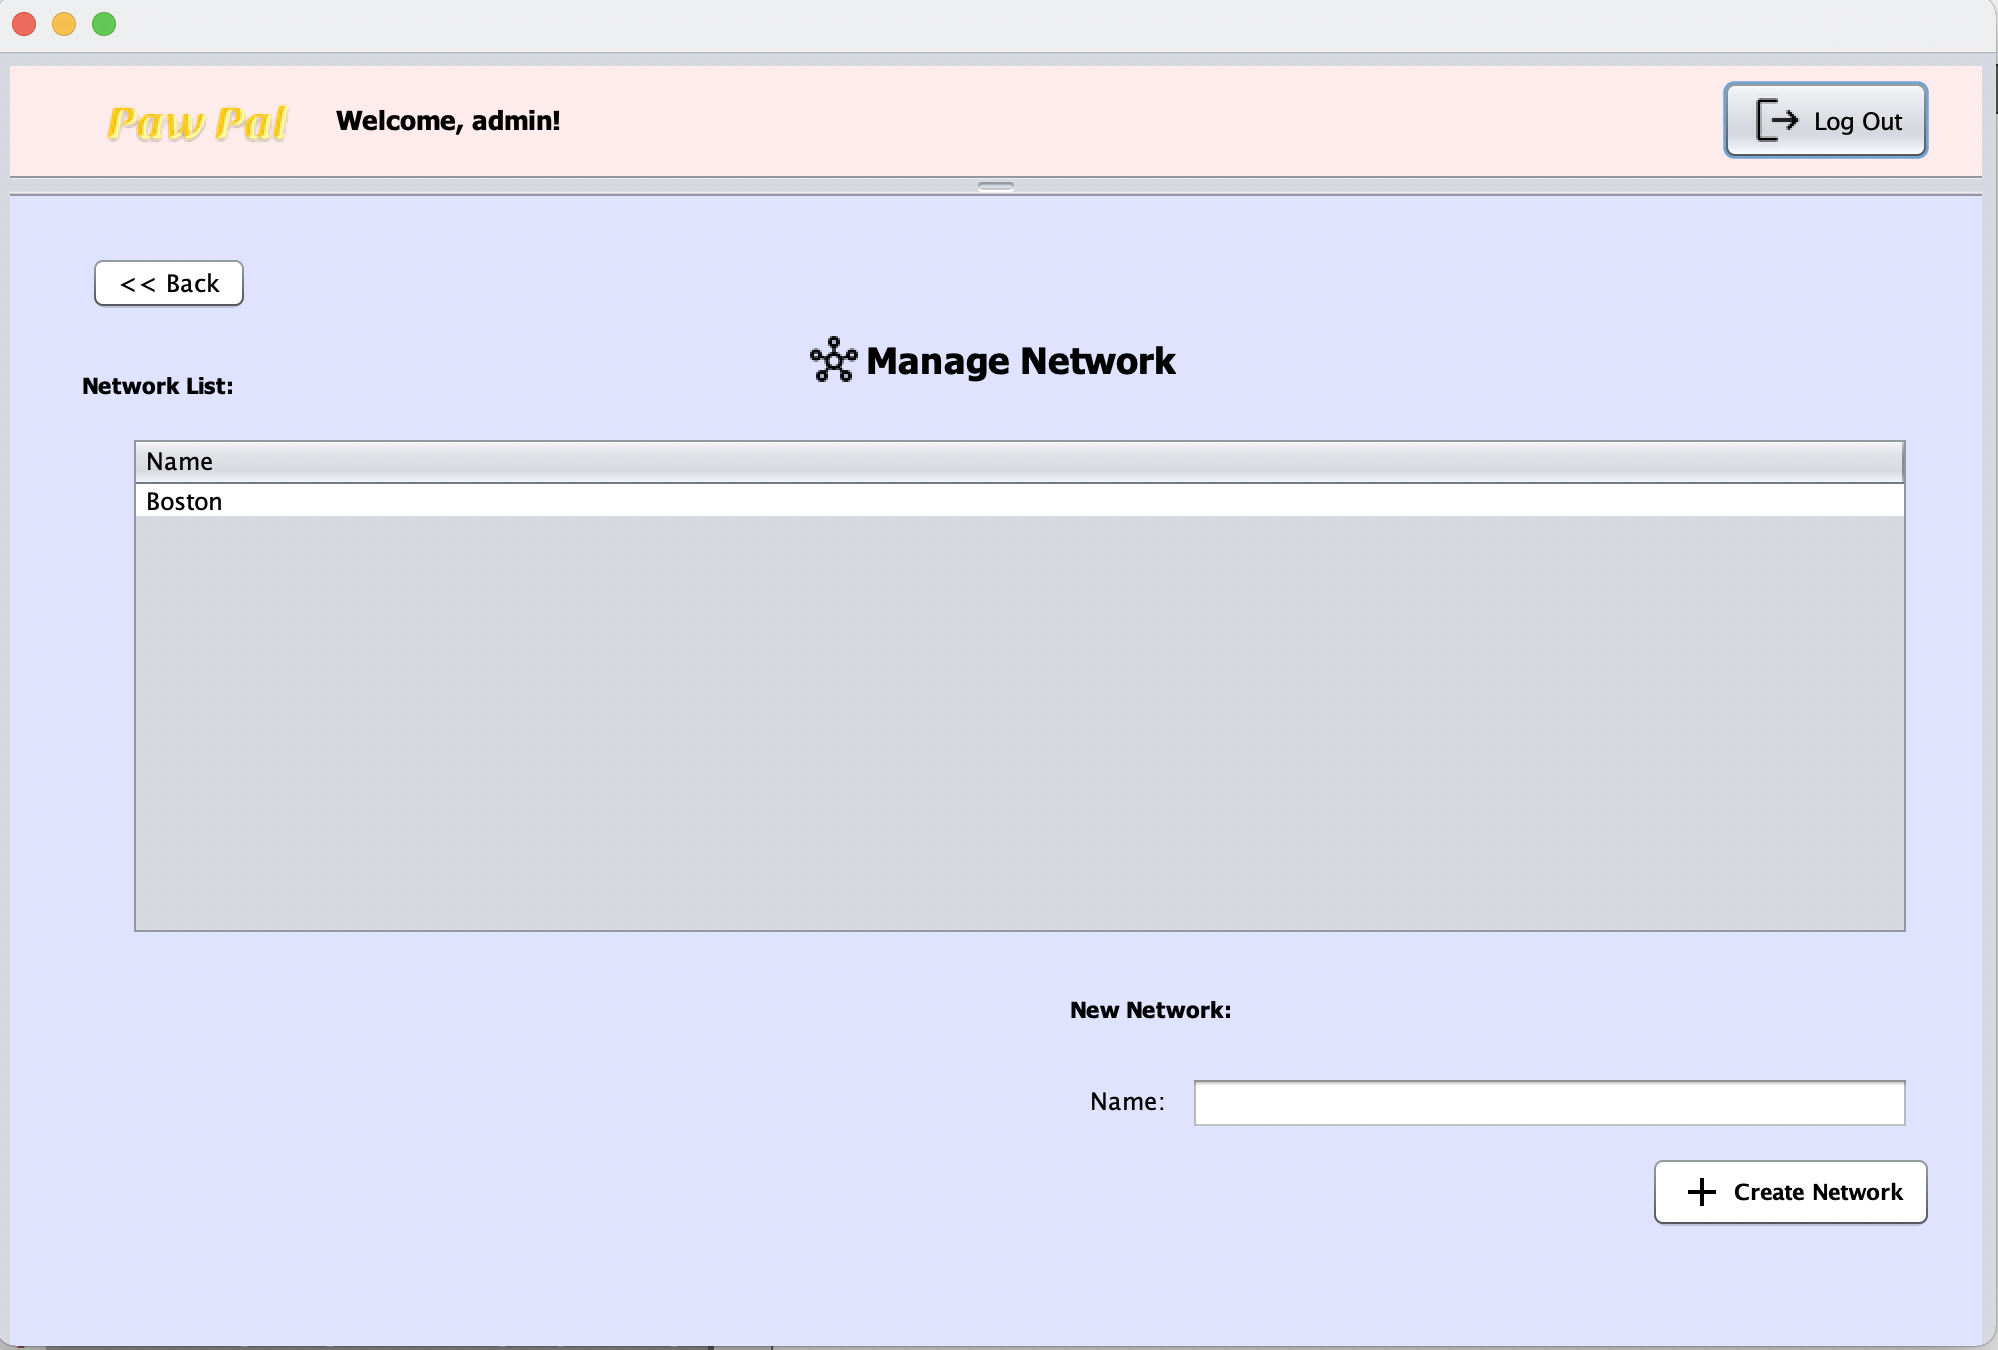 Paw Pal
Welcome, admin!
Log Out
<< Back
Manage Network
Network List:
Name
Boston
New Network:
Name:
Create Network